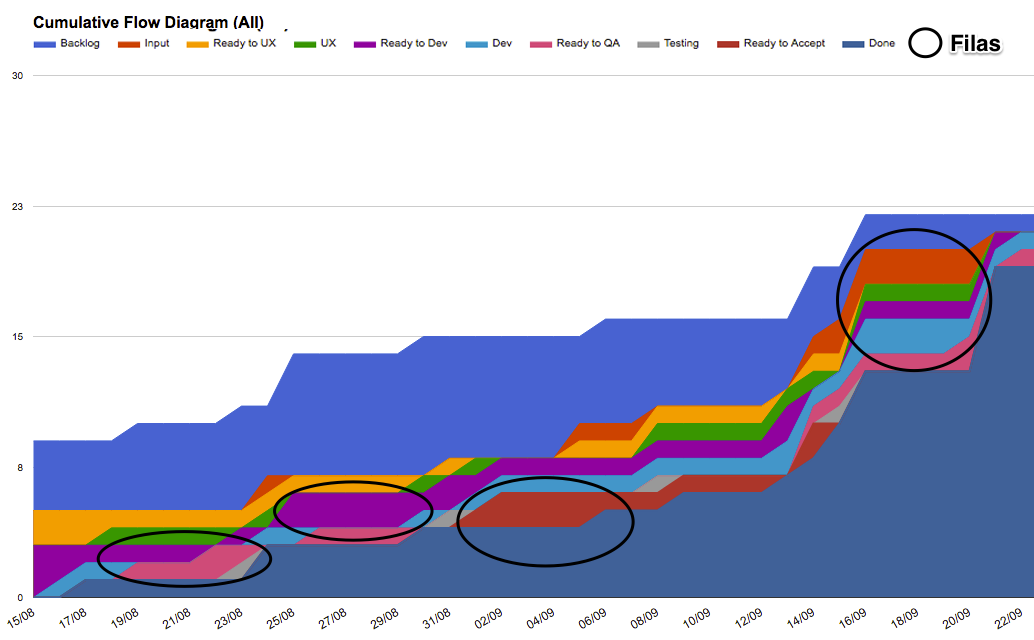 Cumulative Flow Diagram (All)
Backlog Input Ready to UX UX Ready to Dev Dev Ready to QA Testing Ready to Accept Done Filas
30
23
15
8
0
15/08 17/08 19/08 21/08 23/08 25/08 27/08 29/08 31/08 02/09 04/09 06/09 08/09 10/09 12/09 14/09 16/09 18/09 20/09 22/09